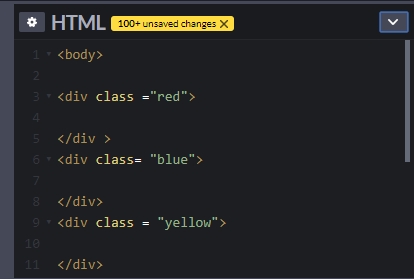 HTML 100+ unsaved changes X
1 <body>
2
3 <div class ="red">
4
5 </div >
6 <div class= "blue">
7
8 </div>
9 <div class = "yellow">
10
11 </div>